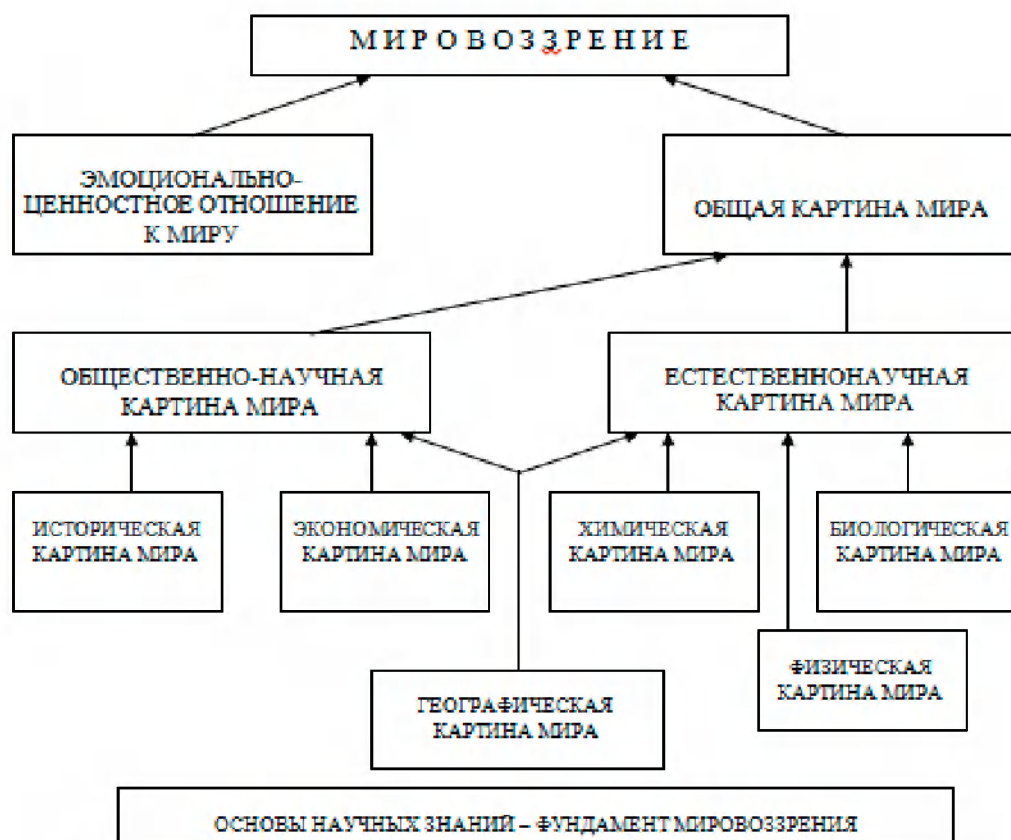 М И Р О В О З З Р Е Н И Е
ЭМОЦИОНАЛЬНО-
ЦЕННОСТНОЕ ОТНОШЕНИЕ
К МИРУ
ОБЩАЯ КАРТИНА МИРА
ОБЩЕСТВЕННО-НАУЧНАЯ
КАРТИНА МИРА
ЕСТЕСТВЕННОНАУЧНАЯ
КАРТИНА МИРА
ИСТОРИЧЕСКАЯ
КАРТИНА МИРА
ЭКОНОМИЧЕСКАЯ
КАРТИНА МИРА
ХИМИЧЕСКАЯ
КАРТИНА МИРА
БИОЛОГИЧЕСКАЯ
КАРТИНА МИРА
ФИЗИЧЕСКАЯ
КАРТИНА МИРА
ГЕОГРАФИЧЕСКАЯ
КАРТИНА МИРА
ОСНОВЫ НАУЧНЫХ ЗНАНИЙ – ФУНДАМЕНТ МИРОВОЗЗРЕНИЯ